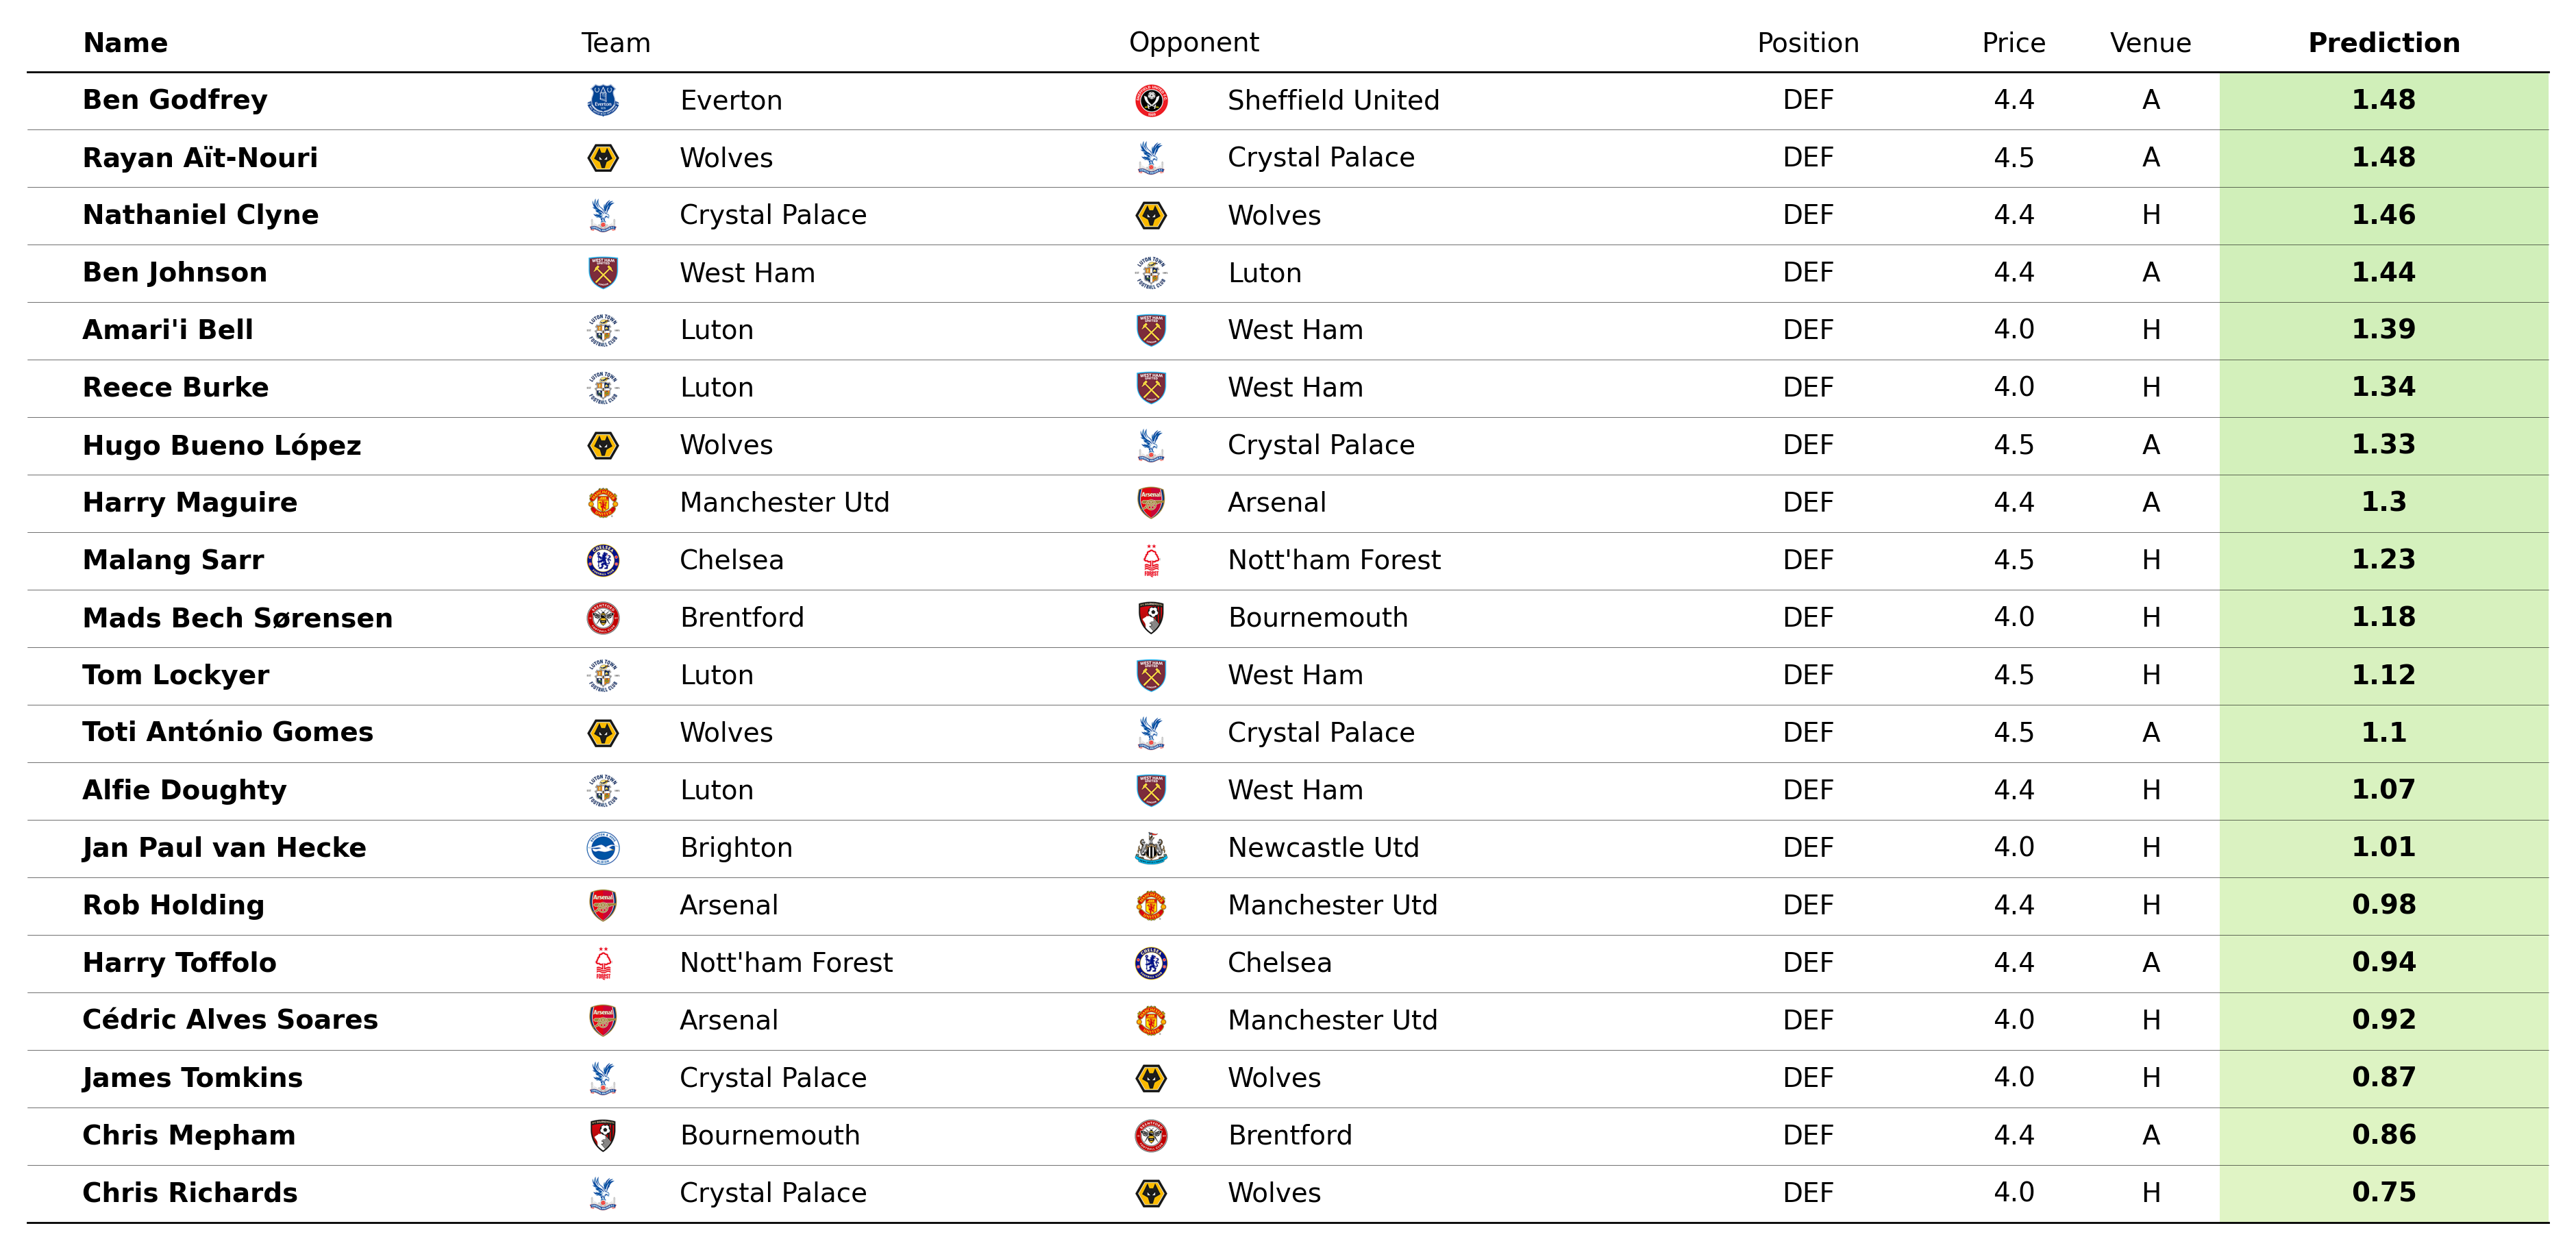 Name Team Opponent Position Price Venue Prediction
Ben Godfrey Everton Sheffield United DEF 4.4 A 1.48
Rayan Aït-Nouri Wolves Crystal Palace DEF 4.5 A 1.48
Nathaniel Clyne Crystal Palace Wolves DEF 4.4 H 1.46
Ben Johnson West Ham Luton DEF 4.4 A 1.44
Amari'i Bell Luton West Ham DEF 4.0 H 1.39
Reece Burke Luton West Ham DEF 4.0 H 1.34
Hugo Bueno López Wolves Crystal Palace DEF 4.5 A 1.33
Harry Maguire Manchester Utd Arsenal DEF 4.4 A 1.3
Malang Sarr Chelsea Nott'ham Forest DEF 4.5 H 1.23
Mads Bech Sørensen Brentford Bournemouth DEF 4.0 H 1.18
Tom Lockyer Luton West Ham DEF 4.5 H 1.12
Toti António Gomes Wolves Crystal Palace DEF 4.5 A 1.1
Alfie Doughty Luton West Ham DEF 4.4 H 1.07
Jan Paul van Hecke Brighton Newcastle Utd DEF 4.0 H 1.01
Rob Holding Arsenal Manchester Utd DEF 4.4 H 0.98
Harry Toffolo Nott'ham Forest Chelsea DEF 4.4 A 0.94
Cédric Alves Soares Arsenal Manchester Utd DEF 4.0 H 0.92
James Tomkins Crystal Palace Wolves DEF 4.0 H 0.87
Chris Mepham Bournemouth Brentford DEF 4.4 A 0.86
Chris Richards Crystal Palace Wolves DEF 4.0 H 0.75